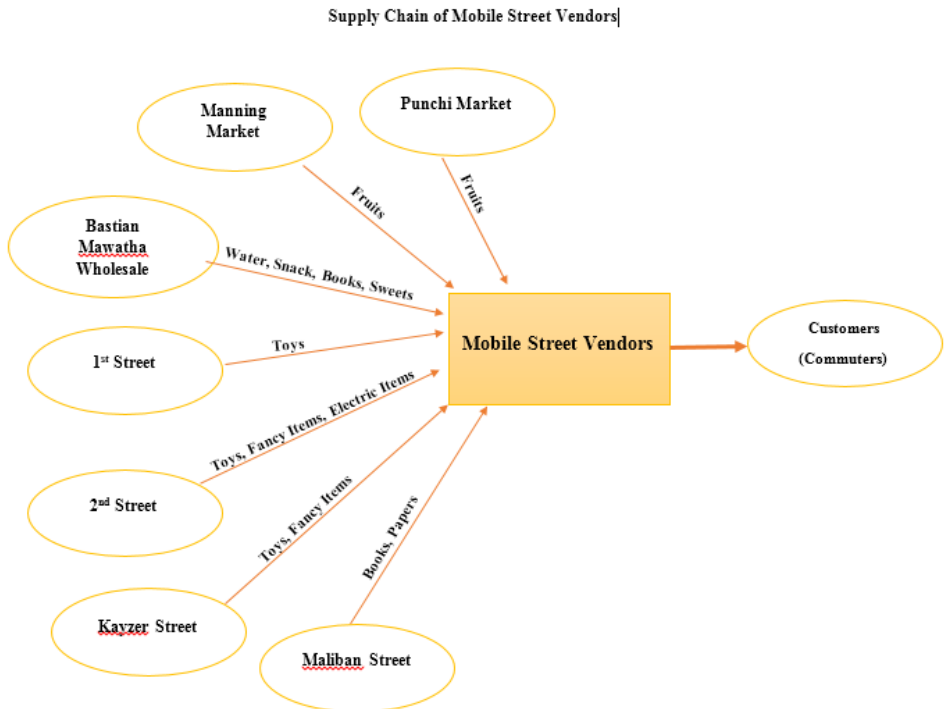 Supply Chain of Mobile Street Vendors
Manning
Market
Punchi Market
Fruits
Fruits
Bastian
Mawatha
Wholesale
Water, Snack, Books, Sweets
1st Street
Toys
Mobile Street Vendors
Customers
(Commuters)
Toys, Fancy Items, Electric Items
2nd Street
Toys, Fancy Items
Books, Papers
Kayzer Street
Maliban Street